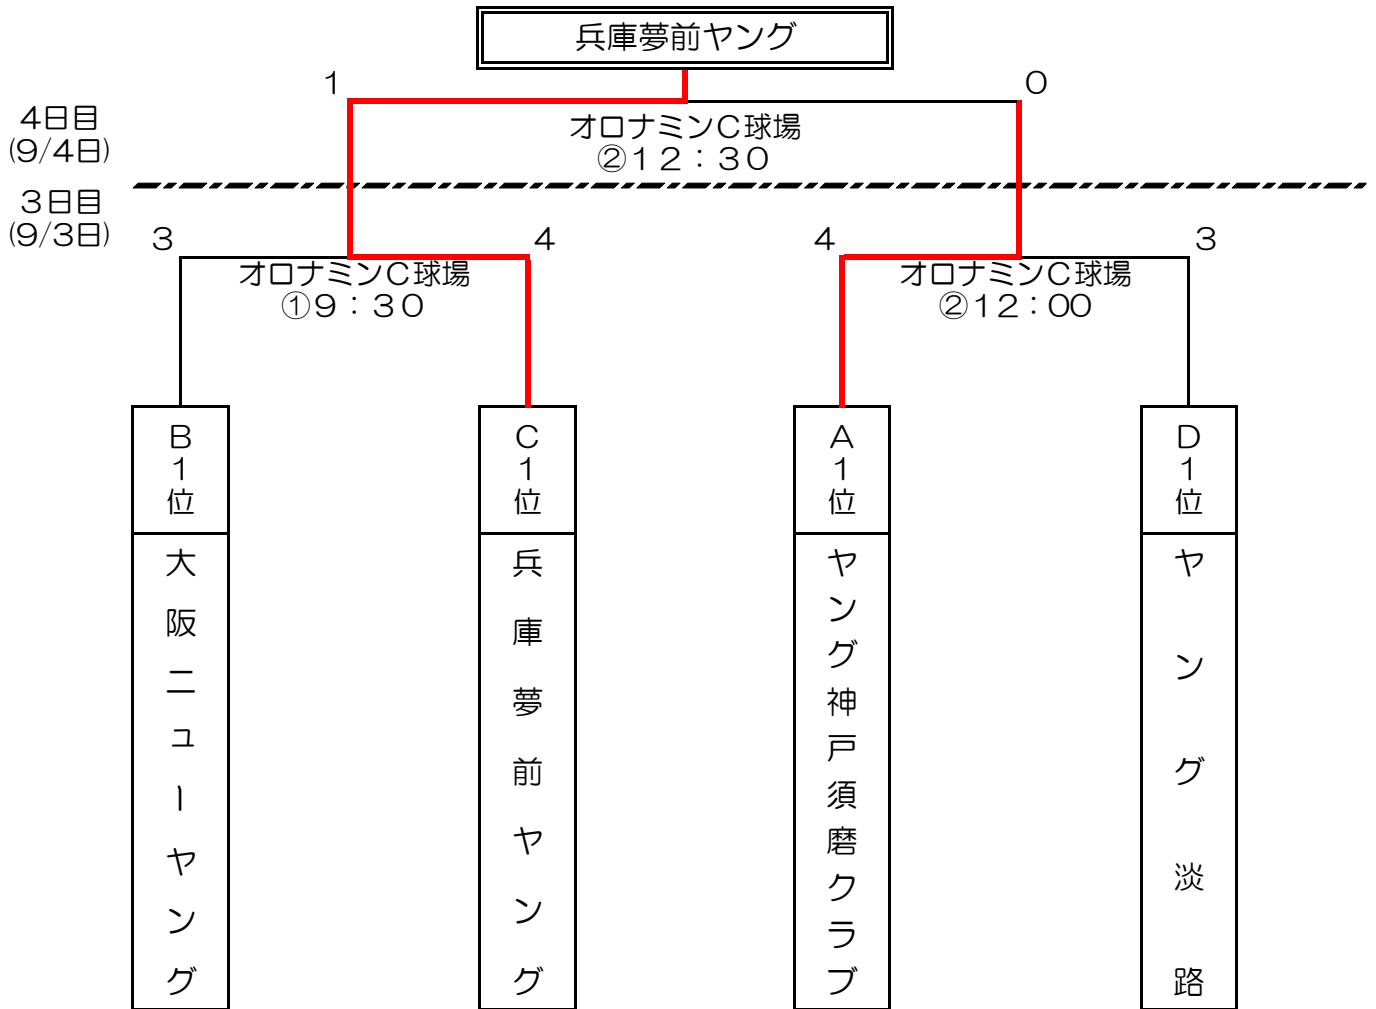 兵庫夢前ヤング
1
0
4日目
(9/4日)
オロナミンC球場
②12：30
3日目
(9/3日)
3
4
4
3
オロナミンC球場
①9：30
オロナミンC球場
②12：00
B1位
C1位
A1位
D1位
大阪ニューヤング
兵庫夢前ヤング
ヤング神戸須磨クラブ
ヤング淡路